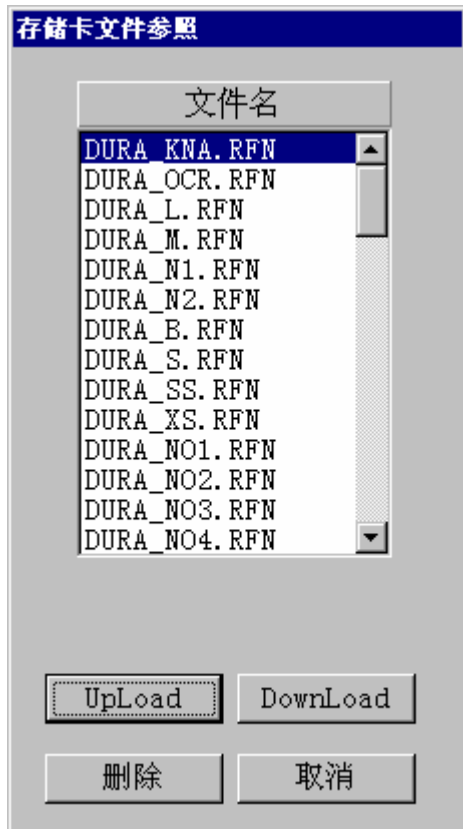 存储卡文件参照
文件名
DURA_KNA.RFN
DURA_OCR.RFN
DURA_L.RFN
DURA_M.RFN
DURA_N1.RFN
DURA_N2.RFN
DURA_B.RFN
DURA_S.RFN
DURA_SS.RFN
DURA_XS.RFN
DURA_NO1.RFN
DURA_NO2.RFN
DURA_NO3.RFN
DURA_NO4.RFN
UpLoad DownLoad
删除 取消